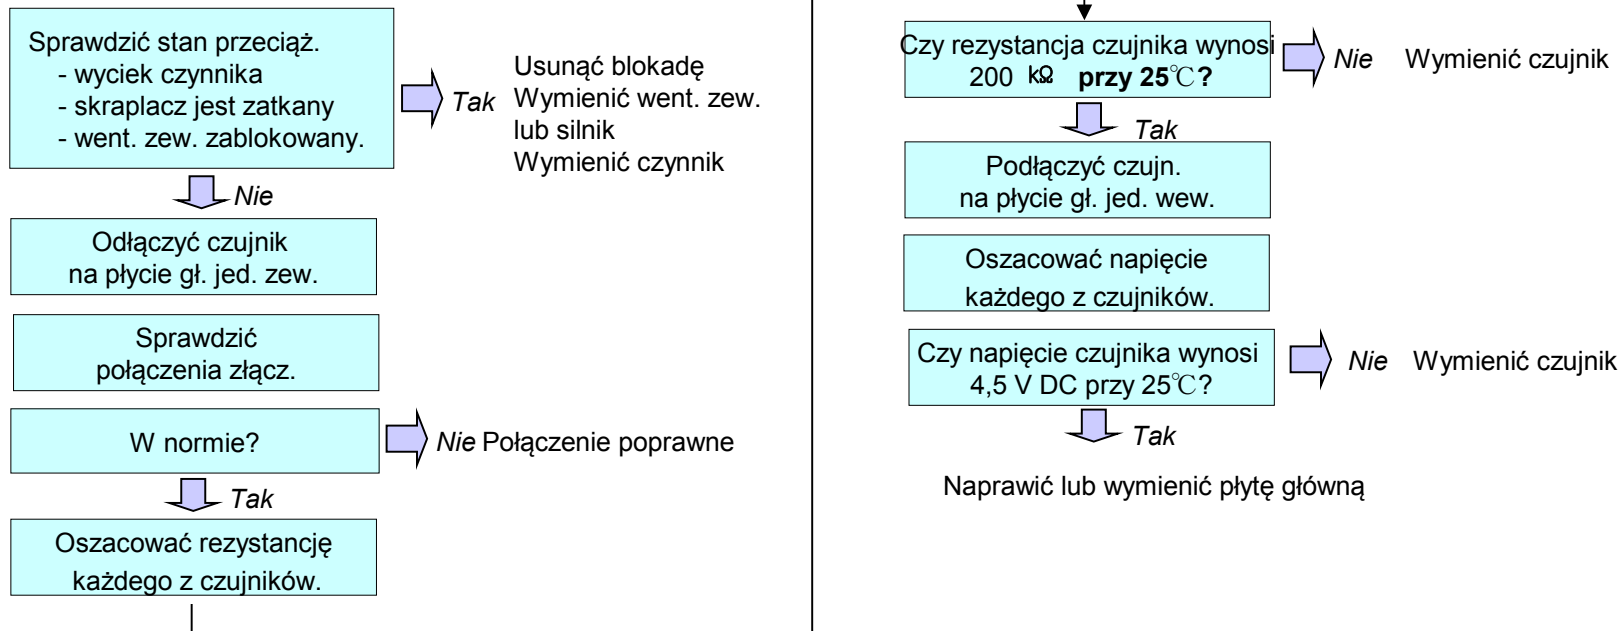 Sprawdzić stan przeciąż.
- wyciek czynnika
- skraplacz jest zatkany
- went. zew. zablokowany.
Tak
Usunąć blokadę
Wymienić went. zew.
lub silnik
Wymienić czynnik
Nie
Odłączyć czujnik
na płycie gł. jed. zew.
Sprawdzić
połączenia złącz.
W normie?
Nie Połączenie poprawne
Tak
Oszacować rezystancję
każdego z czujników.
Czy rezystancja czujnika wynosi
200 kΩ przy 25℃?
Nie Wymienić czujnik
Tak
Podłączyć czujn.
na płycie gł. jed. wew.
Oszacować napięcie
każdego z czujników.
Czy napięcie czujnika wynosi
4,5 V DC przy 25℃?
Nie Wymienić czujnik
Tak
Naprawić lub wymienić płytę główną